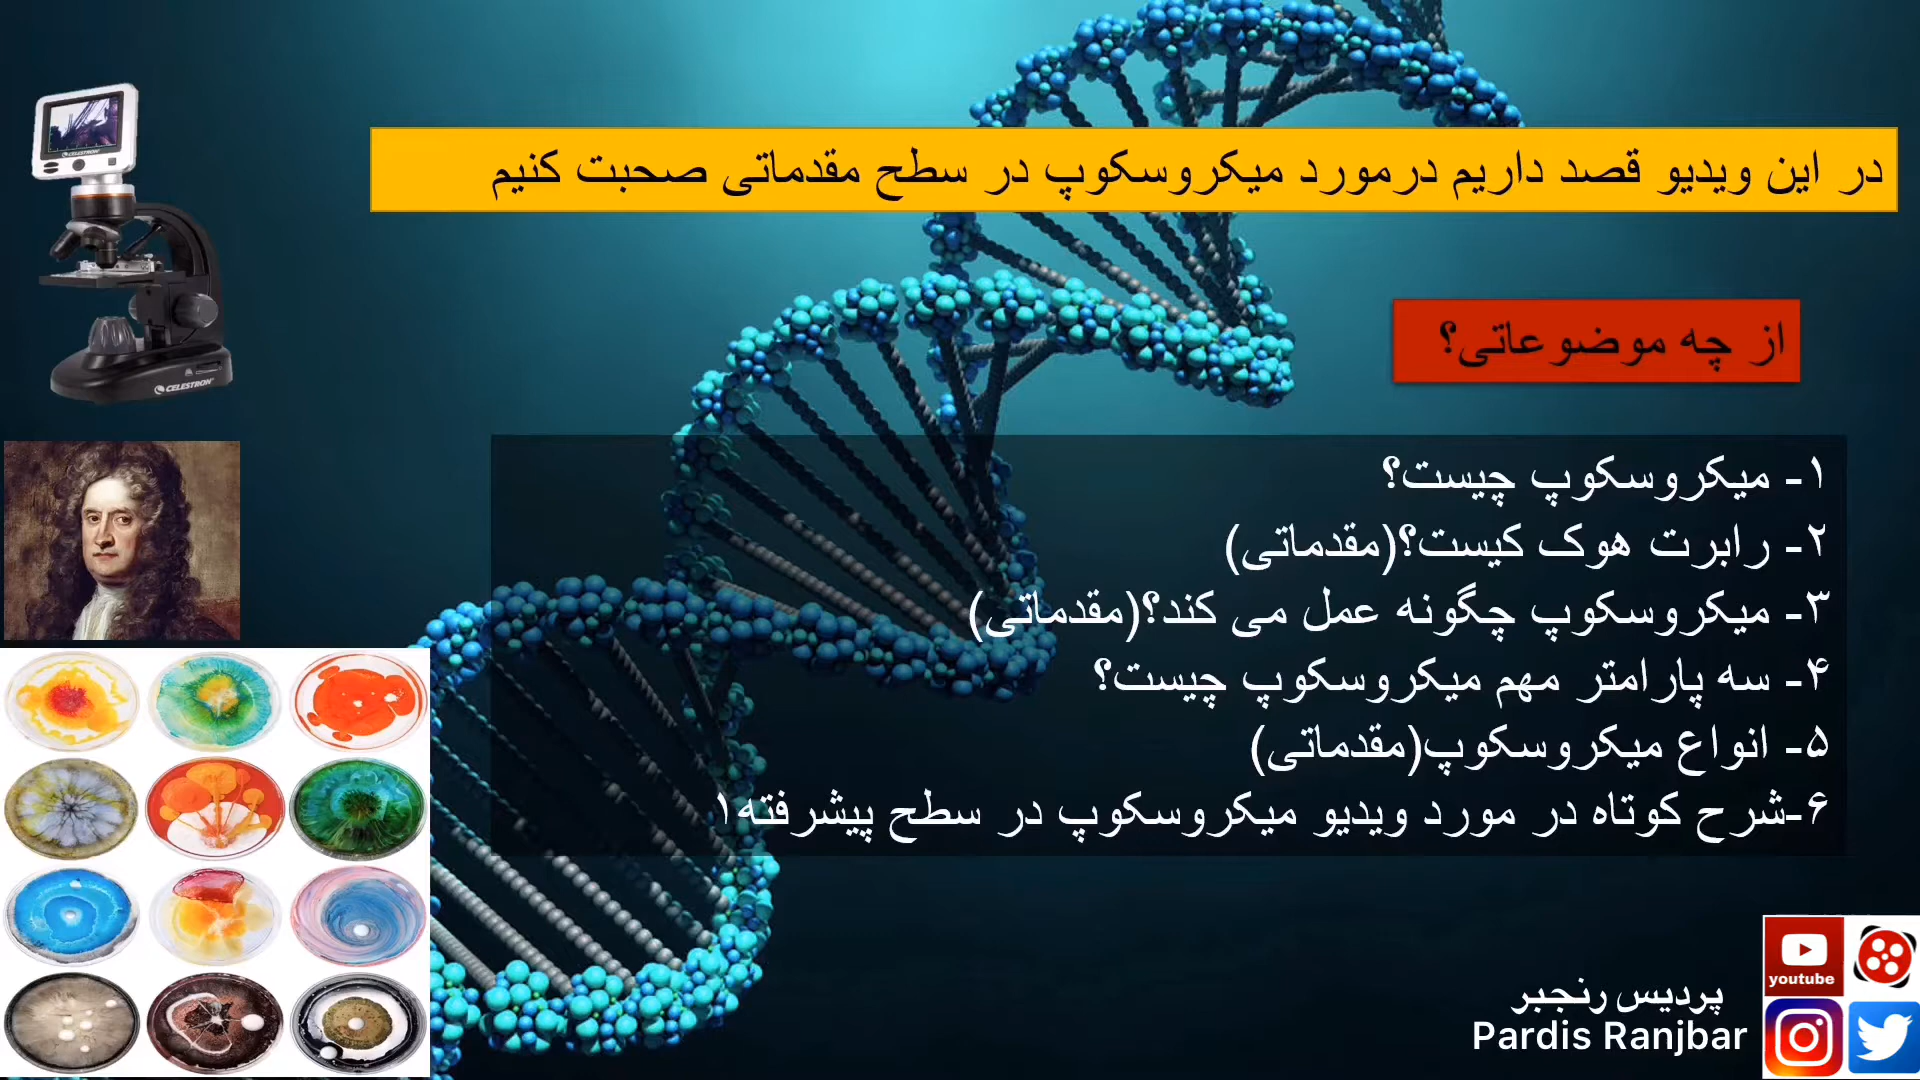 در این ویدیو قصد داریم درمورد میکروسکوپ در سطح مقدماتی صحبت کنیم
از چه موضوعاتی؟
۱- میکروسکوپ چیست؟
۲- رابرت هوک کیست؟(مقدماتی)
۳- میکروسکوپ چگونه عمل می کند؟(مقدماتی)
۴- سه پارامتر مهم میکروسکوپ چیست؟
۵- انواع میکروسکوپ(مقدماتی)
۶-شرح کوتاه در مورد ویدیو میکروسکوپ در سطح پیشرفته۱
CELESTRON
CELESTRON
youtube
پردیس رنجبر
Pardis Ranjbar